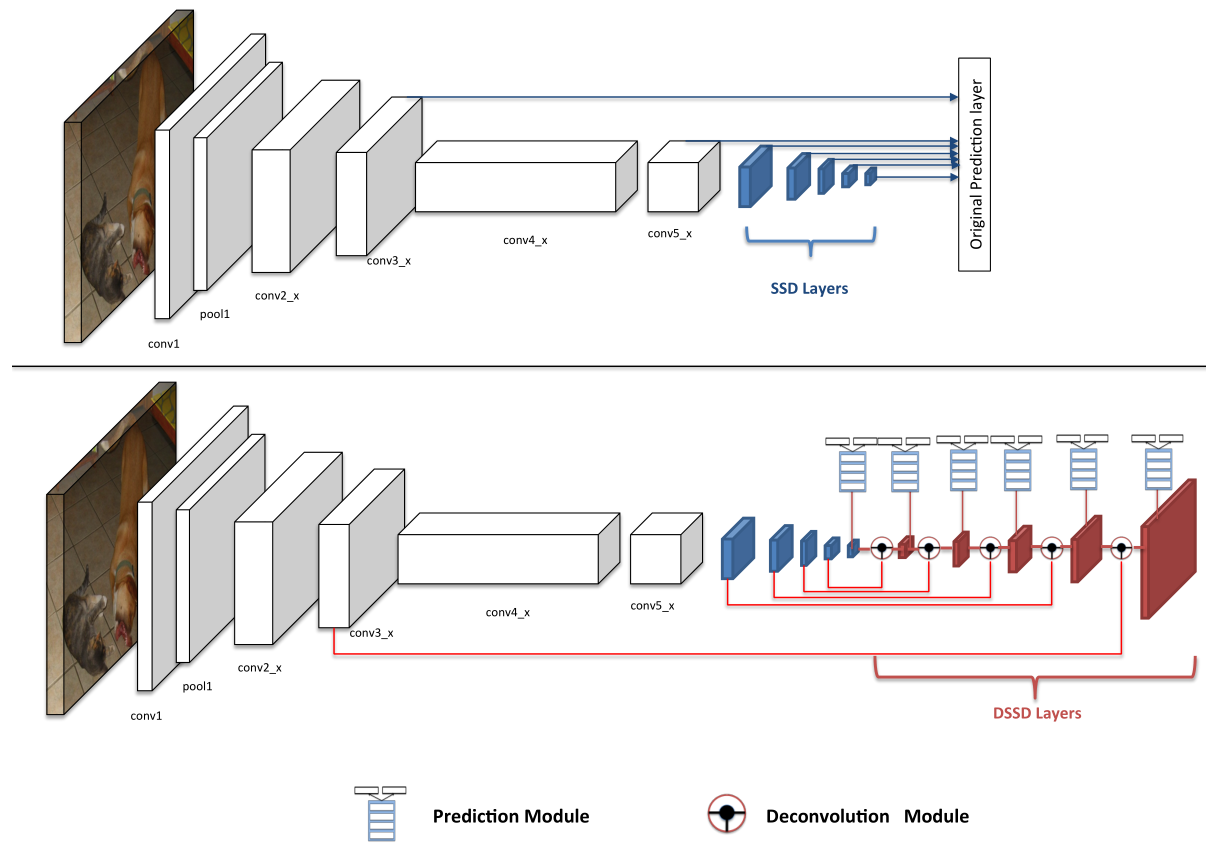 Original Prediction layer
conv4_x
conv5_x
conv3_x
conv2_x
pool1
conv1
SSD Layers
conv4_x
conv5_x
conv3_x
conv2_x
pool1
conv1
DSSD Layers
Prediction Module
Deconvolution Module